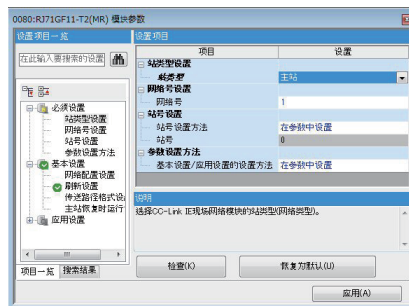 0080:RJ71GF11-T2(MR) 模块参数
设置项目一览
在此输入要搜索的设置
必须设置
站类型设置
网络号设置
站号设置
参数设置方法
基本设置
网络配置设置
刷新设置
传送路径格式设
主站恢复时运行
应用设置
项目一览
搜索结果
设置项目
项目 设置
站类型设置
站类型 主站
网络号设置
网络号 1
站号设置
站号设置方法 在参数中设置
站号 0
参数设置方法
基本设置/应用设置的设置方法 在参数中设置
说明
选择CC-Link IE现场网络模块的站类型(网络类型)。
检查(K)
恢复为默认(U)
应用(A)